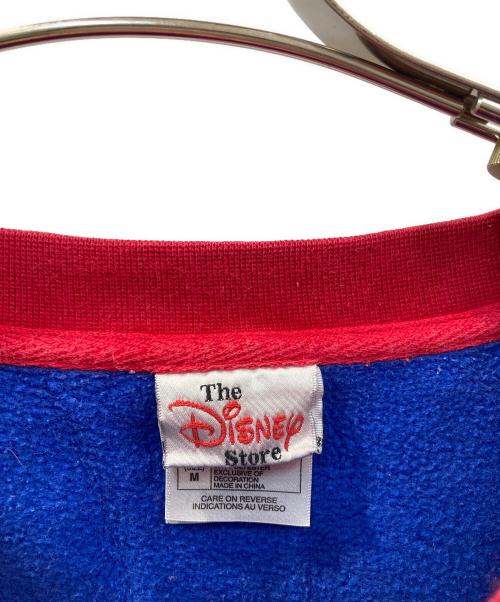 The
Disney
Store
M
EXCLUSIVE OF
DECORATION
MADE IN CHINA
CARE ON REVERSE
INDICATIONS AU VERSO